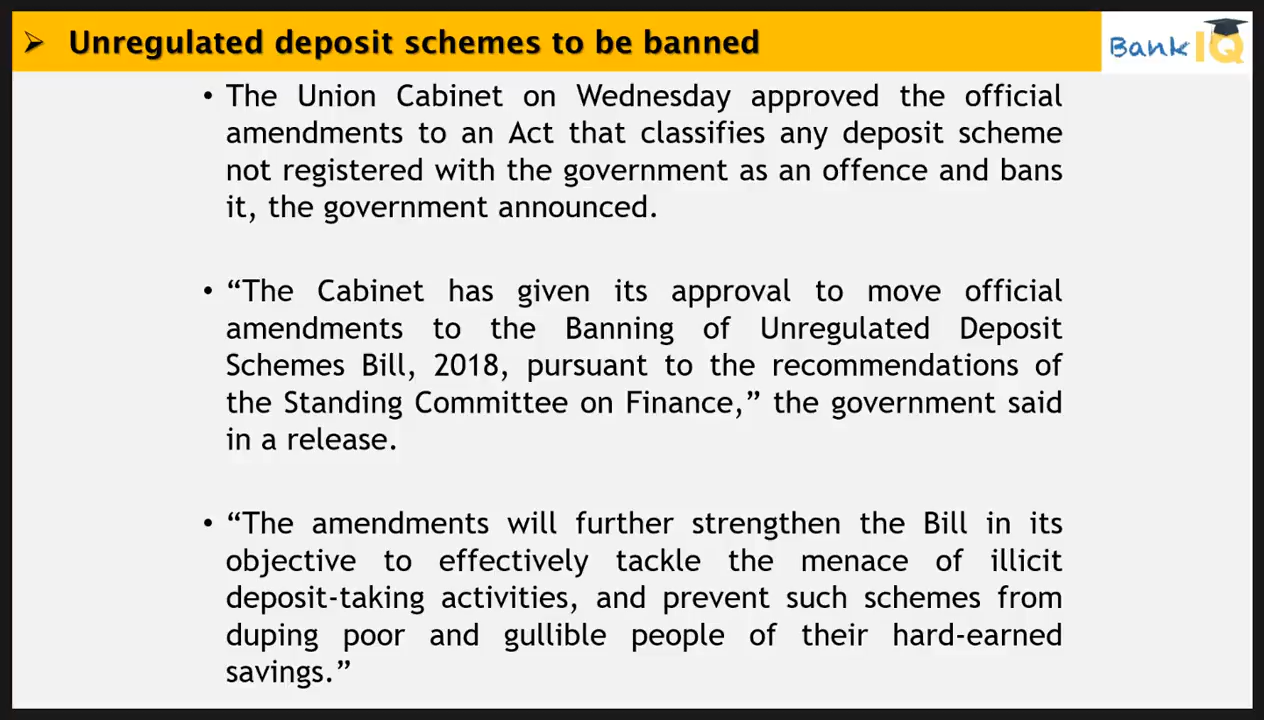 ➢ Unregulated deposit schemes to be banned
Bank IQ
• The Union Cabinet on Wednesday approved the official
amendments to an Act that classifies any deposit scheme
not registered with the government as an offence and bans
it, the government announced.
• “The Cabinet has given its approval to move official
amendments to the Banning of Unregulated Deposit
Schemes Bill, 2018, pursuant to the recommendations of
the Standing Committee on Finance,” the government said
in a release.
• “The amendments will further strengthen the Bill in its
objective to effectively tackle the menace of illicit
deposit-taking activities, and prevent such schemes from
duping poor and gullible people of their hard-earned
savings.”